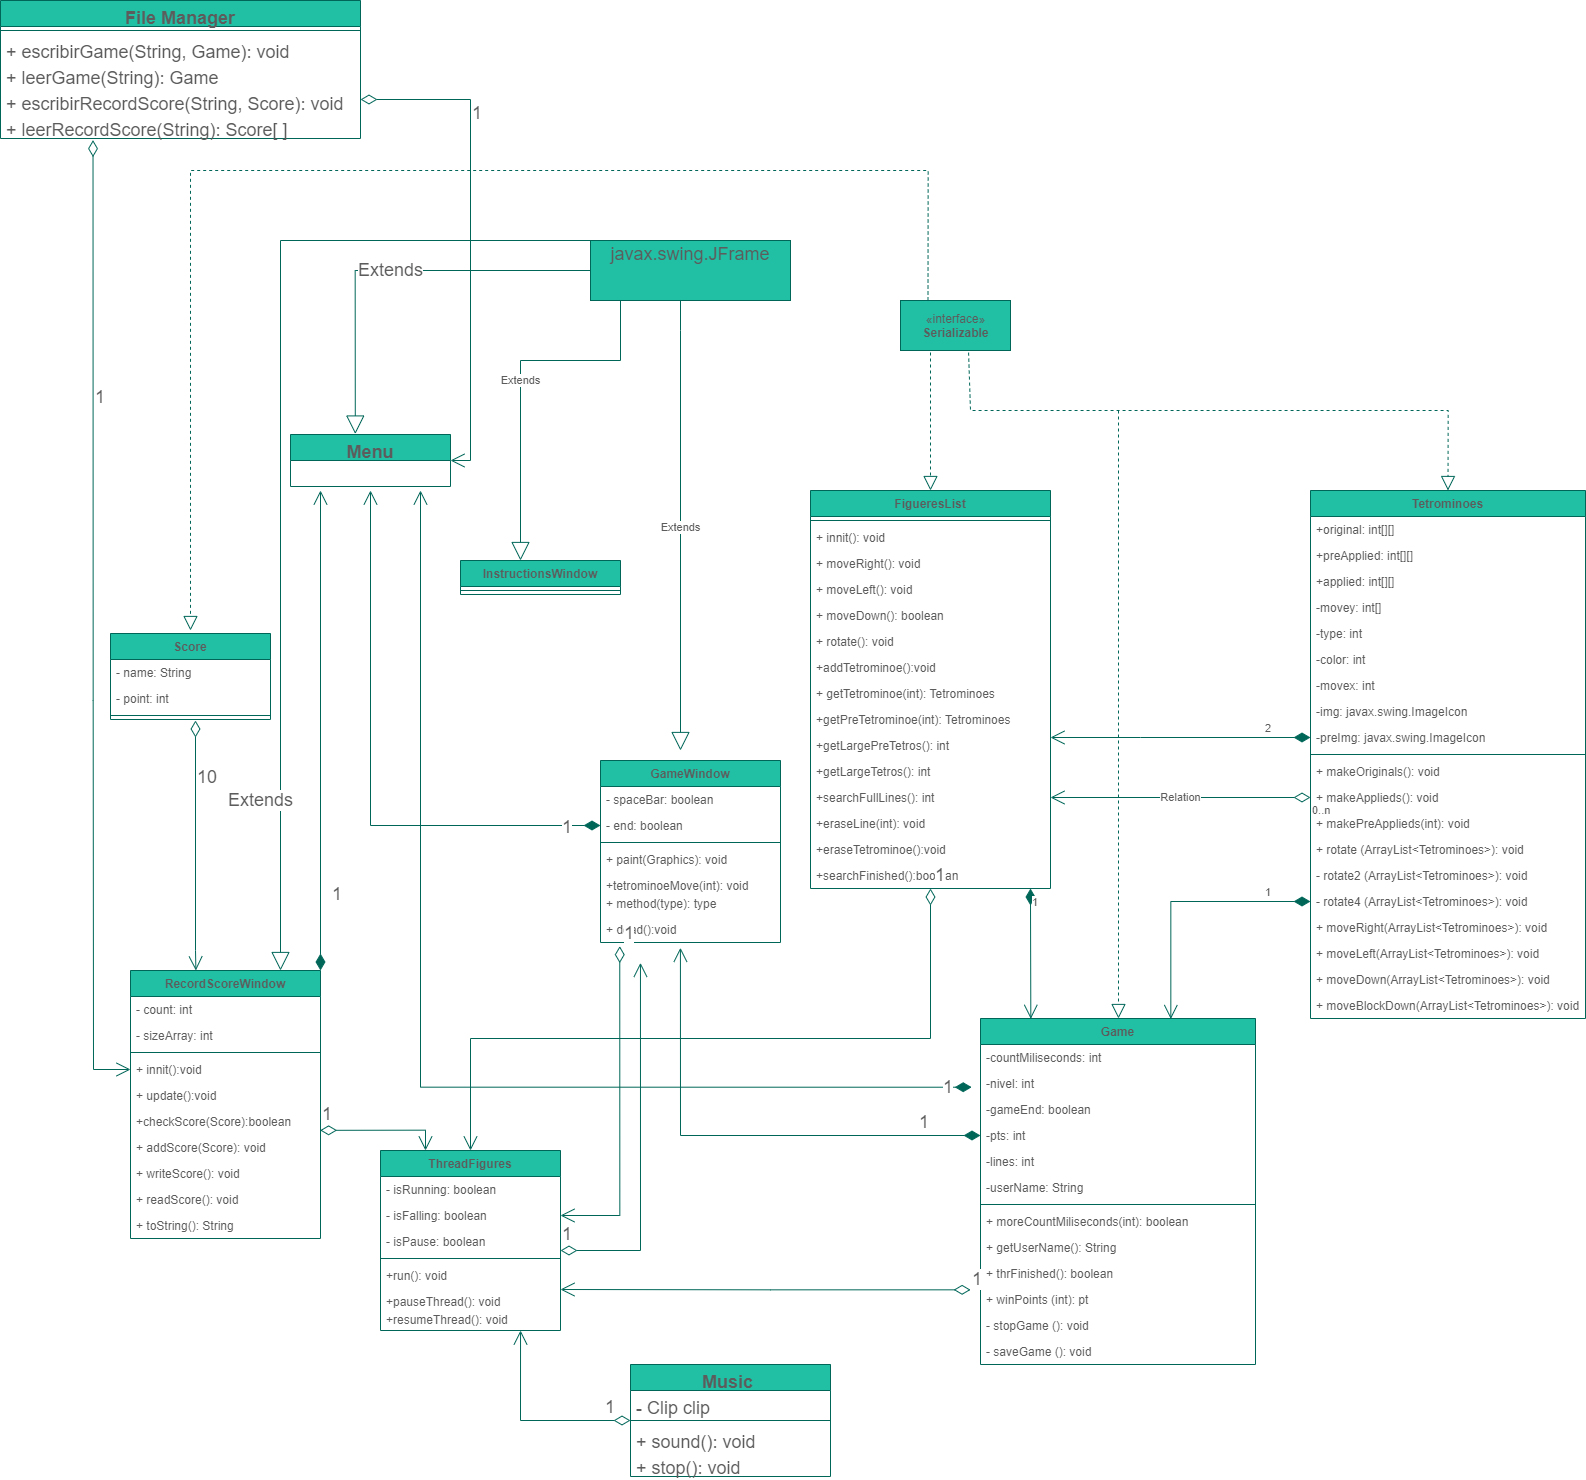 File Manager
+ escribirGame(String, Game): void
+ leerGame(String): Game
+ escribirRecordScore(String, Score): void
+ leerRecordScore(String): Score[ ]
1
1
javax.swing.JFrame
Extends
Extends
Extends
Extends
«interface»
Serializable
Menu
InstructionsWindow
Score
- name: String
- point: int
10
1
FigueresList
+ innit(): void
+ moveRight(): void
+ moveLeft(): void
+ moveDown(): boolean
+ rotate(): void
+addTetrominoe():void
+ getTetrominoe(int): Tetrominoes
+getPreTetrominoe(int): Tetrominoes
+getLargePreTetros(): int
+getLargeTetros(): int
+searchFullLines(): int
+eraseLine(int): void
+eraseTetrominoe():void
+searchFinished():boo an
1
1
Tetrominoes
+original: int[][]
+preApplied: int[][]
+applied: int[][]
-movey: int[]
-type: int
-color: int
-movex: int
-img: javax.swing.ImageIcon
-preImg: javax.swing.ImageIcon
+ makeOriginals(): void
+ makeApplieds(): void
+ makePreApplieds(int): void
+ rotate (ArrayList<Tetrominoes>): void
- rotate2 (ArrayList<Tetrominoes>): void
- rotate4 (ArrayList<Tetrominoes>): void
+ moveRight(ArrayList<Tetrominoes>): void
+ moveLeft(ArrayList<Tetrominoes>): void
+ moveDown(ArrayList<Tetrominoes>): void
+ moveBlockDown(ArrayList<Tetrominoes>): void
2
Relation
0..n
1
GameWindow
- spaceBar: boolean
- end: boolean
+ paint(Graphics): void
+tetrominoeMove(int): void
+ method(type): type
+ d d():void
1
1
RecordScoreWindow
- count: int
- sizeArray: int
+ innit():void
+ update():void
+checkScore(Score):boolean
+ addScore(Score): void
+ writeScore(): void
+ readScore(): void
+ toString(): String
1
ThreadFigures
- isRunning: boolean
- isFalling: boolean
- isPause: boolean
+run(): void
+pauseThread(): void
+resumeThread(): void
1
Game
-countMiliseconds: int
-nivel: int
-gameEnd: boolean
-pts: int
-lines: int
-userName: String
+ moreCountMiliseconds(int): boolean
+ getUserName(): String
+ thrFinished(): boolean
+ winPoints (int): pt
- stopGame (): void
- saveGame (): void
1
1
1
Music
- Clip clip
+ sound(): void
+ stop(): void
1